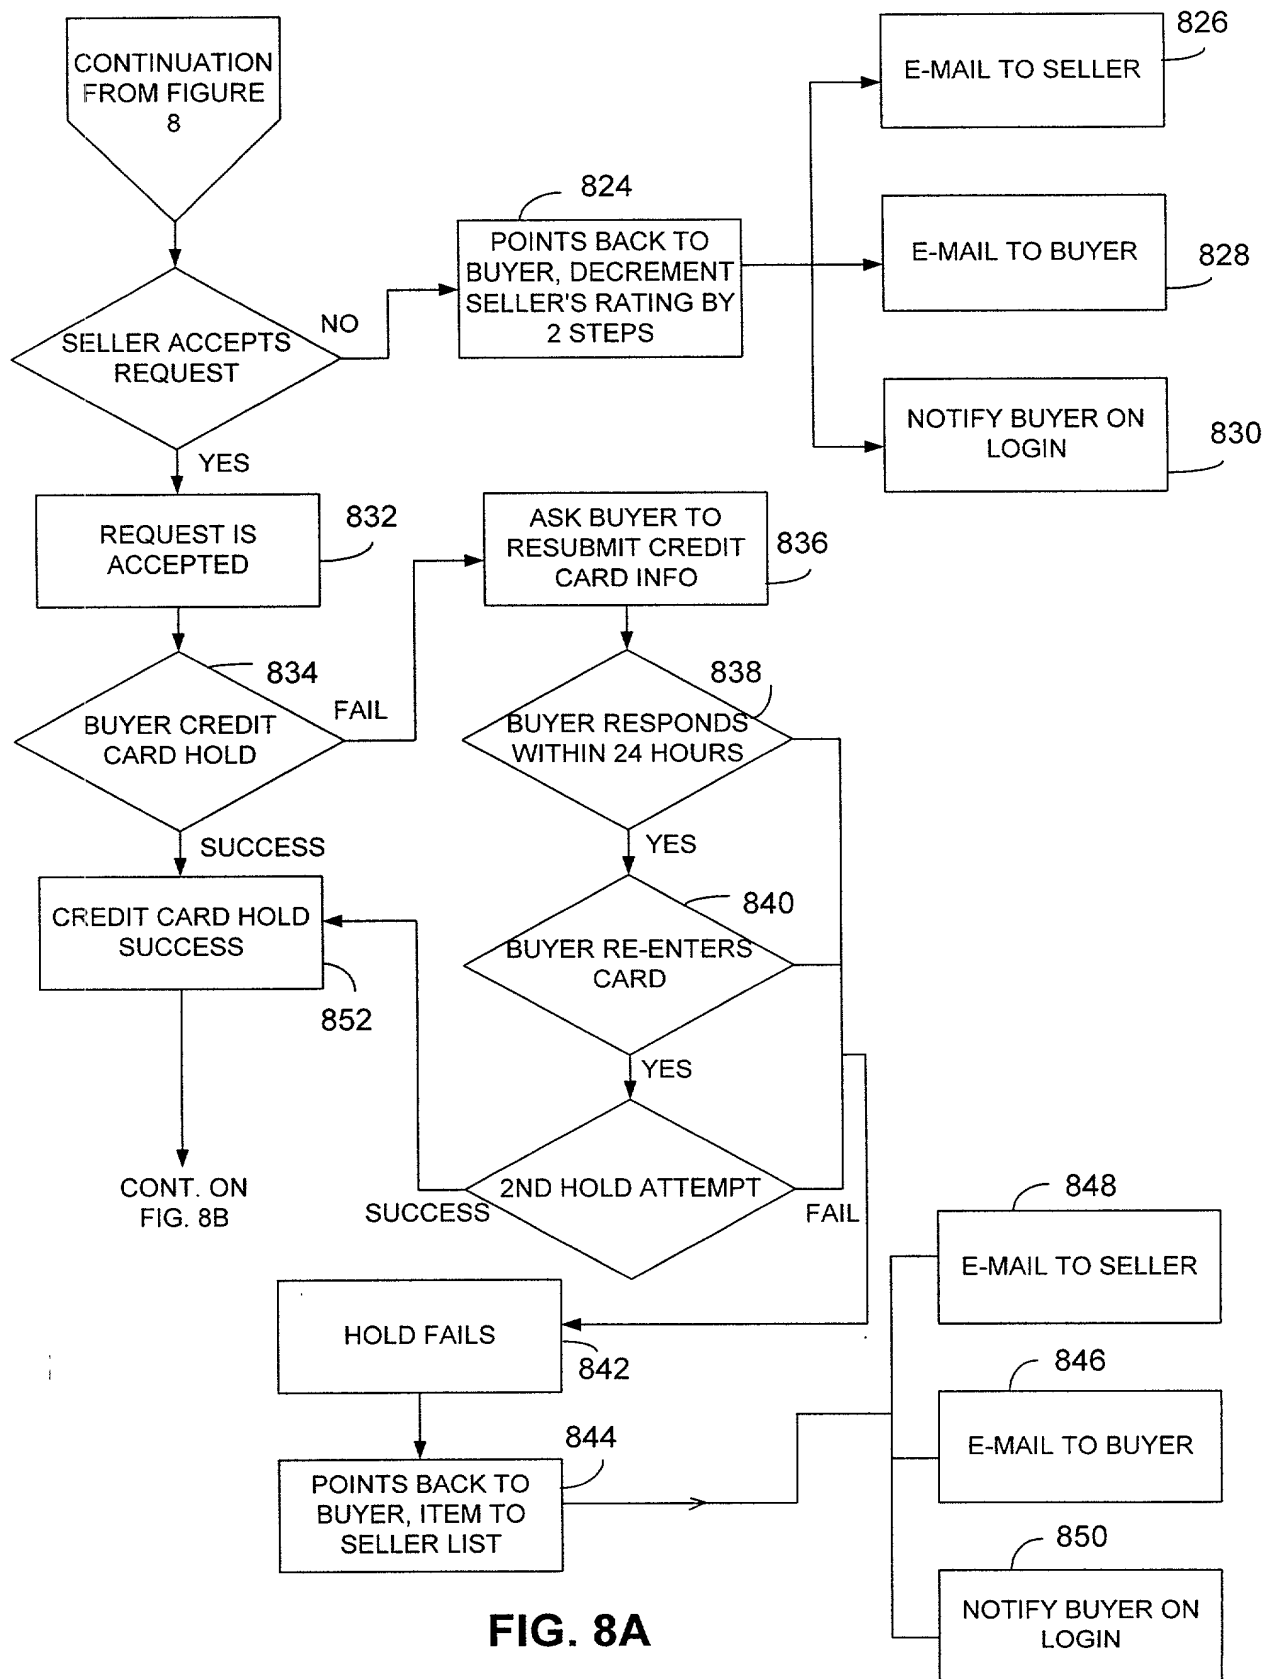 CONTINUATION
FROM FIGURE
8
826
E-MAIL TO SELLER
824
POINTS BACK TO
BUYER, DECREMENT
SELLER'S RATING BY
2 STEPS
E-MAIL TO BUYER
828
SELLER ACCEPTS
REQUEST
NO
NOTIFY BUYER ON
LOGIN
830
YES
REQUEST IS
ACCEPTED
832
ASK BUYER TO
RESUBMIT CREDIT
CARD INFO
836
834
BUYER CREDIT
CARD HOLD
FAIL
838
BUYER RESPONDS
WITHIN 24 HOURS
SUCCESS
YES
CREDIT CARD HOLD
SUCCESS
852
840
BUYER RE-ENTERS
CARD
YES
CONT. ON
FIG. 8B
2ND HOLD ATTEMPT
SUCCESS
FAIL
848
E-MAIL TO SELLER
HOLD FAILS
842
846
E-MAIL TO BUYER
844
POINTS BACK TO
BUYER, ITEM TO
SELLER LIST
850
NOTIFY BUYER ON
LOGIN
FIG. 8A